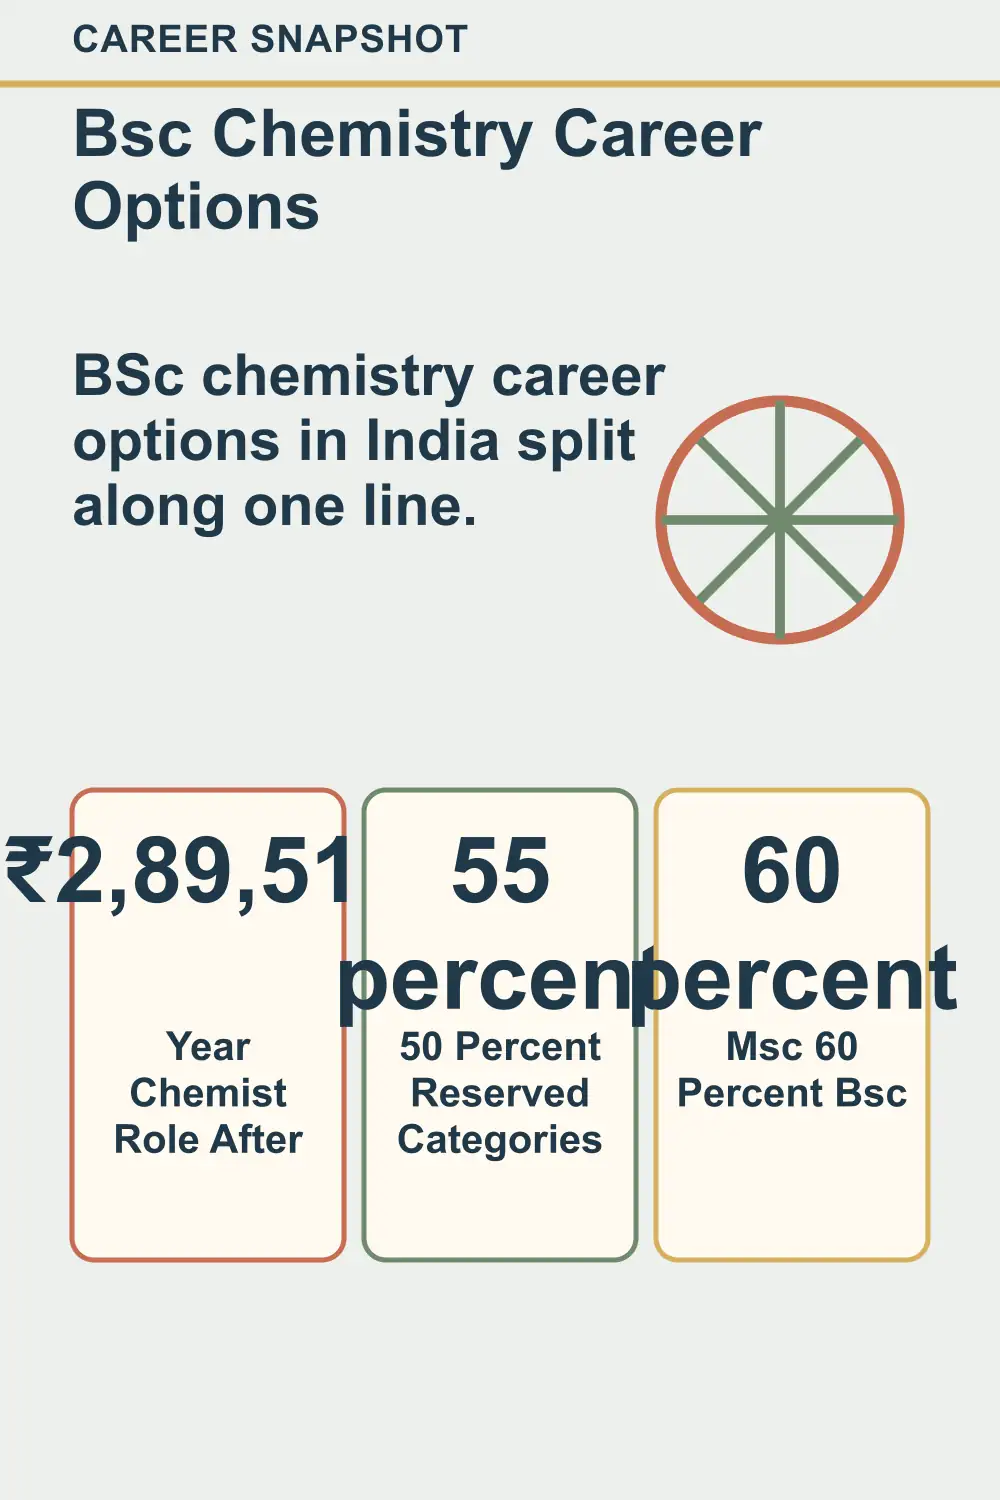 CAREER SNAPSHOT
Bsc Chemistry Career
Options
BSc chemistry career
options in India split
along one line.
₹2,89,51
55
percent
60
percent
Year
Chemist
Role After
50 Percent
Reserved
Categories
Msc 60
Percent Bsc